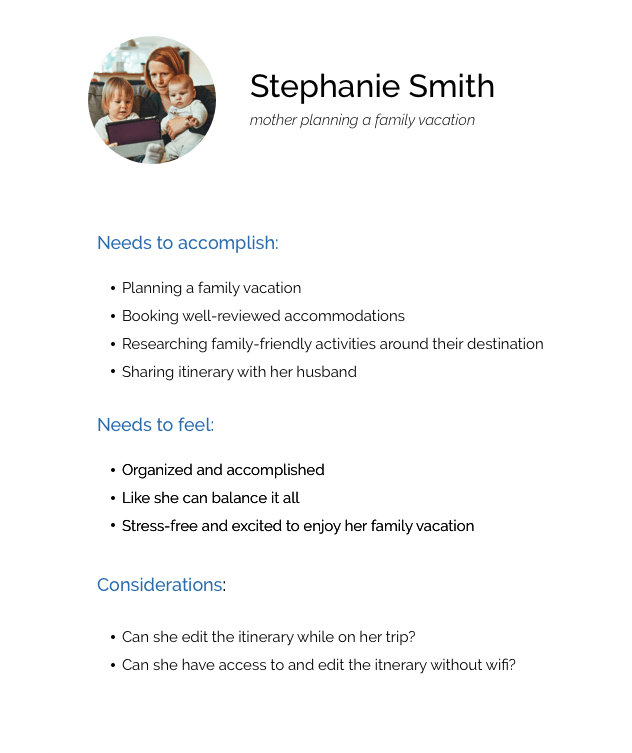 Stephanie Smith
mother planning a family vacation
Needs to accomplish:
• Planning a family vacation
• Booking well-reviewed accommodations
• Researching family-friendly activities around their destination
• Sharing itinerary with her husband
Needs to feel:
• Organized and accomplished
• Like she can balance it all
• Stress-free and excited to enjoy her family vacation
Considerations:
• Can she edit the itinerary while on her trip?
• Can she have access to and edit the itnerary without wifi?